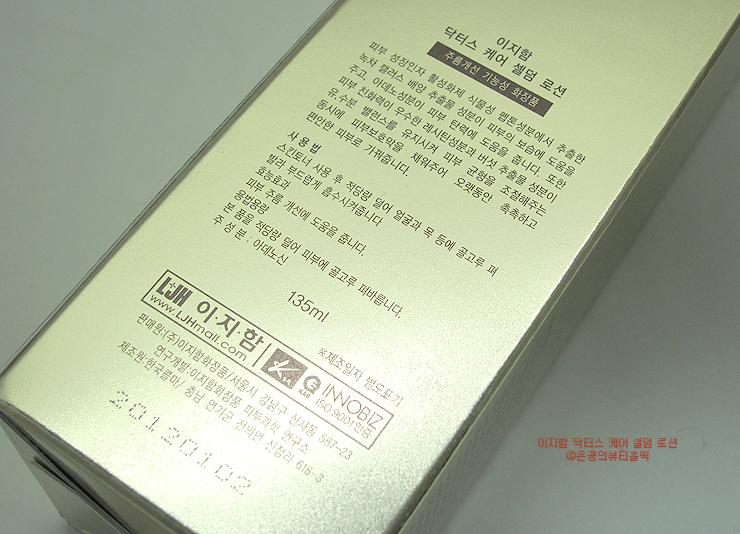 이지함
닥터스 케어 셀덤 로션
주름개선 기능성 화장품
피부 성장인자 활성화제 식물성 펩톤성분에서 추출한
녹차 캘러스 배양 추출물 성분이 피부의 보습에 도움을
주고, 아데노성분이 피부 탄력에 도움을 줍니다. 또한
피부 친화력이 우수한 레시틴성분과 버섯 추출물 성분이
유,수분 밸런스를 유지시켜 피부 균형을 조절해주는
동시에 피부보호막을 채워주어 오랫동안 촉촉하고
편안한 피부로 가꿔줍니다.
사 용 법
스킨토너 사용 후 적당량 덜어 얼굴과 목 등에 골고루 펴
발라 부드럽게 흡수시켜줍니다
효능효과
피부 주름 개선에 도움을 줍니다.
용법용량
본 품을 적당량 덜어 피부에 골고루 펴바릅니다.
주 성 분 : 아데노신
135ml
※제조일자 별도표기
LJH 이·지·함
www.LJHmall.com
KAB
INNOBIZ
ISO 9001인증
판매원:(주)이지함화장품/서울시 강남구 신사동 587-23
연구개발:이지함화장품 피부과학 연구소
제조원:한국콜마/ 충남 연기군 전의면 신정리 618-3
20120102
이지함 닥터스 케어 셀덤 로션
©은공의뷰티홀릭